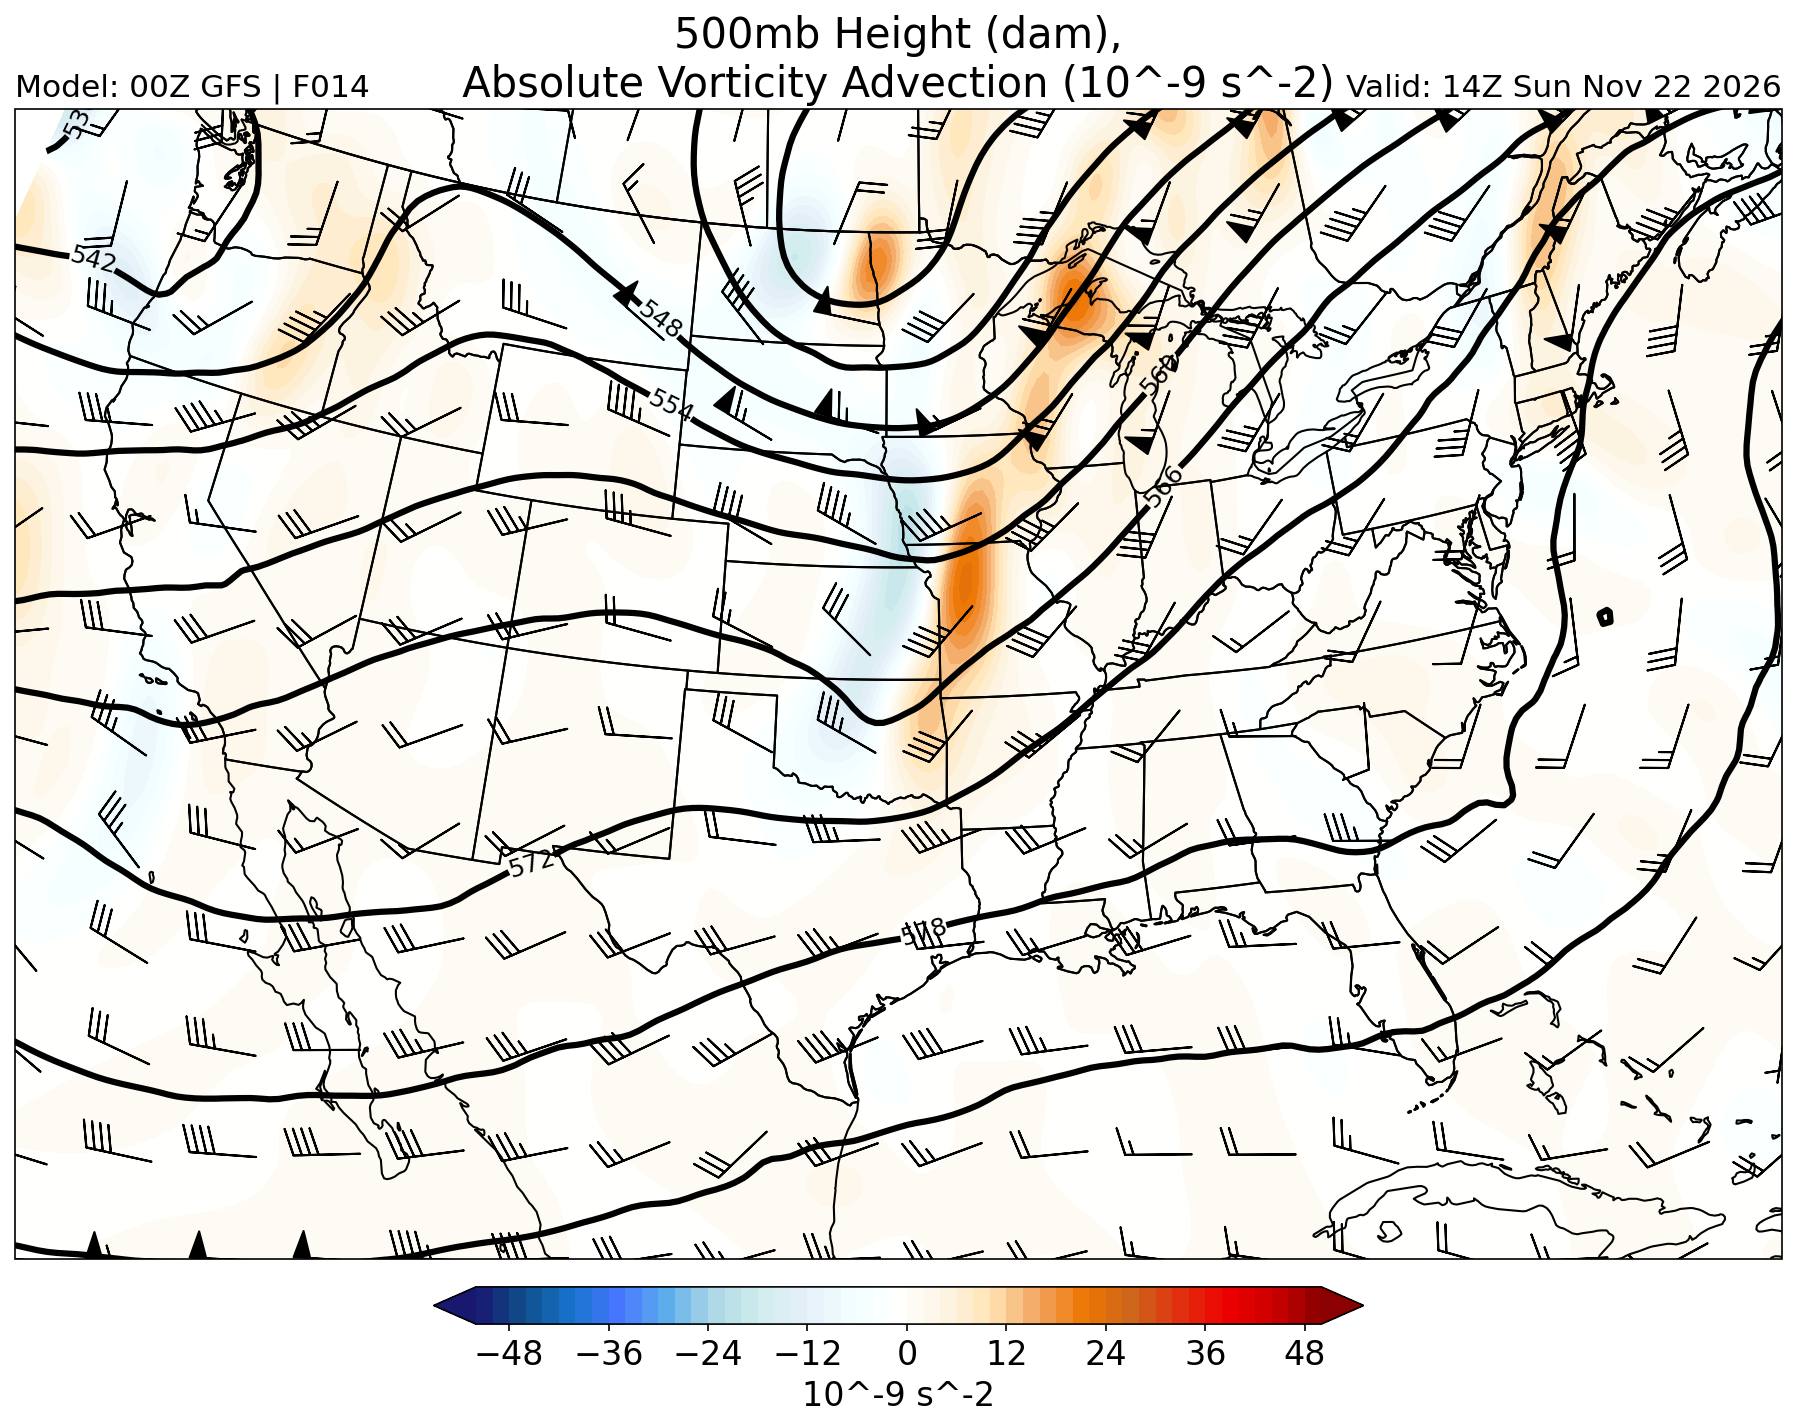 500mb Height (dam),
Model: 00Z GFS | F014
Absolute Vorticity Advection (10^-9 s^-2)
Valid: 14Z Sun Nov 22 2026
542
548
554
566
572
578
−48 −36 −24 −12 0 12 24 36 48
10^-9 s^-2